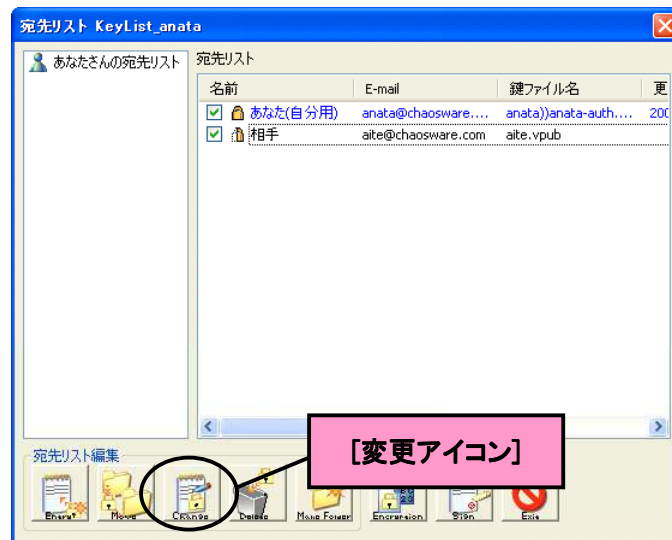 宛先リスト KeyList_anata
あなたさんの宛先リスト
宛先リスト
名前 E-mail 鍵ファイル名 更
あなた(自分用) anata@chaosware.... anata))anata-auth.... 200
相手 aite@chaosware.com aite.vpub
宛先リスト編集
[変更アイコン]
Move Change Delete Make Folder Encryption Sign Exit